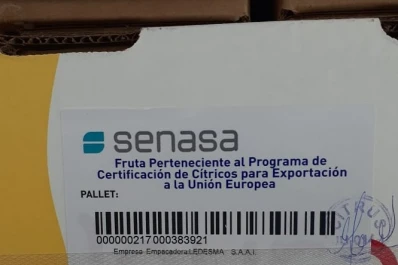 senasa
Fruta Perteneciente al Programa de
Certificación de Cítricos para Exportación
a la Unión Europea
PALLET:
000000217000383921
Empresa Empacadora LEDESMA S.A.A.I.
CITRUS